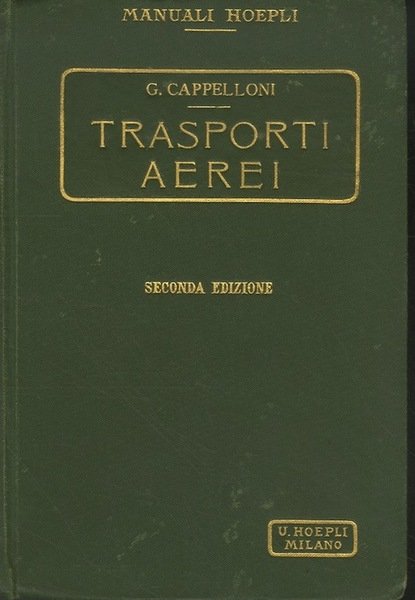 MANUALI HOEPLI
G. CAPPELLONI
TRASPORTI
AEREI
SECONDA EDIZIONE
U. HOEPLI
MILANO